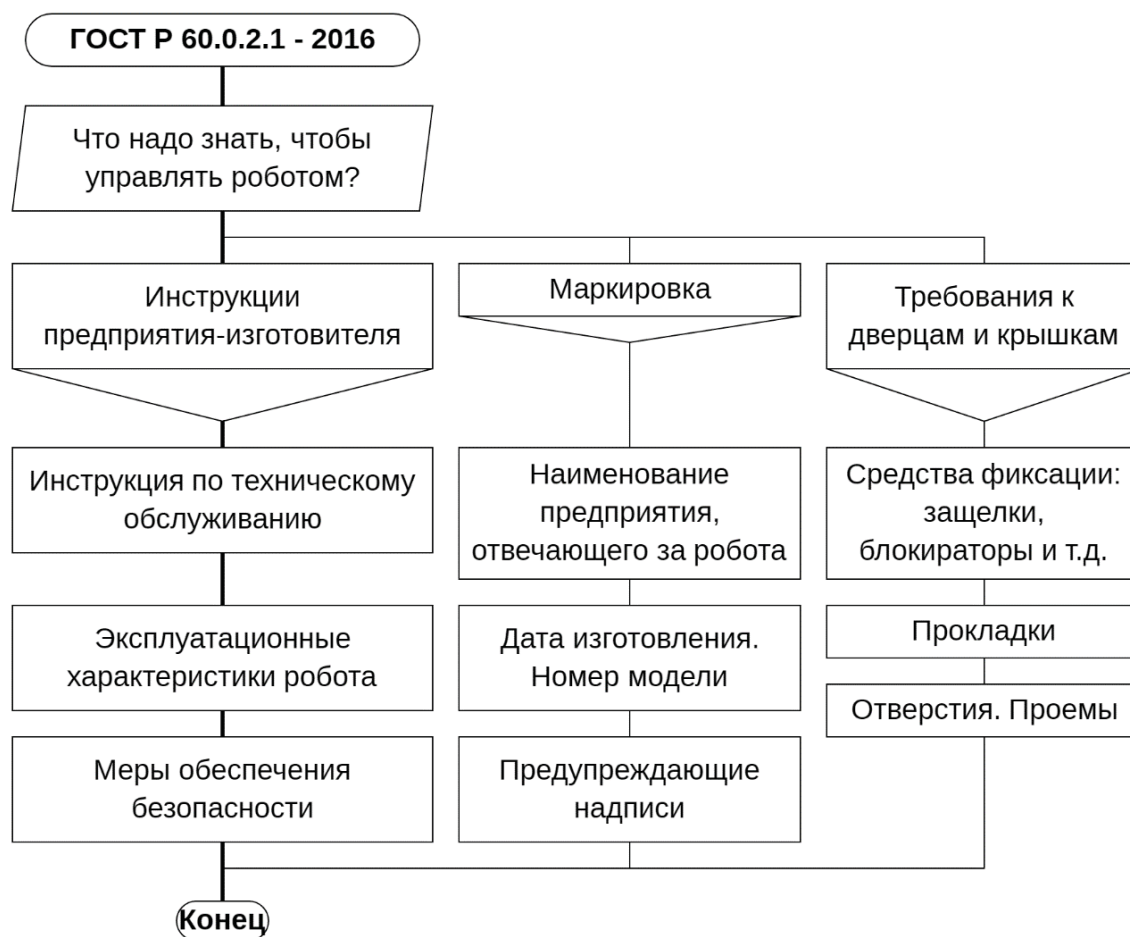 ГОСТ Р 60.0.2.1 - 2016
Что надо знать, чтобы
управлять роботом?
Инструкции
предприятия-изготовителя
Инструкция по техническому
обслуживанию
Эксплуатационные
характеристики робота
Меры обеспечения
безопасности
Маркировка
Наименование
предприятия,
отвечающего за робота
Дата изготовления.
Номер модели
Предупреждающие
надписи
Требования к
дверцам и крышкам
Средства фиксации:
защелки,
блокираторы и т.д.
Прокладки
Отверстия. Проемы
Конец